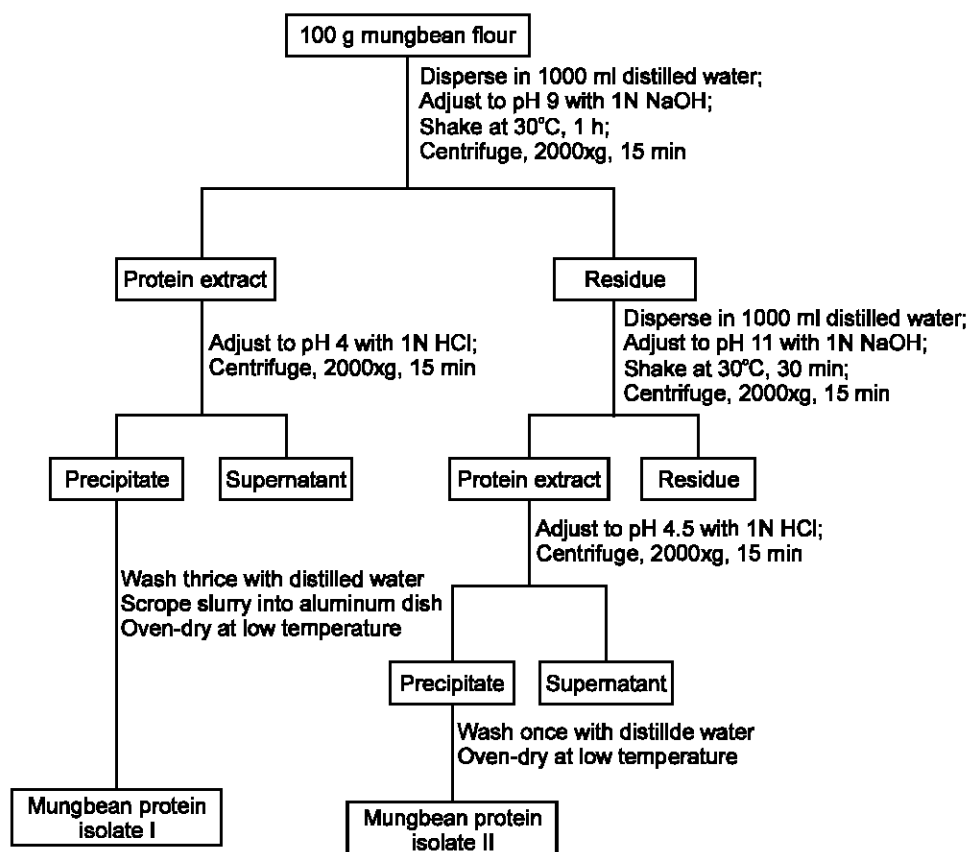 100 g mungbean flour
Disperse in 1000 ml distilled water;
Adjust to pH 9 with 1N NaOH;
Shake at 30°C, 1 h;
Centrifuge, 2000xg, 15 min
Protein extract
Residue
Adjust to pH 4 with 1N HCl;
Centrifuge, 2000xg, 15 min
Disperse in 1000 ml distilled water;
Adjust to pH 11 with 1N NaOH;
Shake at 30°C, 30 min;
Centrifuge, 2000xg, 15 min
Precipitate
Supernatant
Protein extract
Residue
Adjust to pH 4.5 with 1N HCl;
Centrifuge, 2000xg, 15 min
Wash thrice with distilled water
Scrope slurry into aluminum dish
Oven-dry at low temperature
Precipitate
Supernatant
Wash once with distillde water
Oven-dry at low temperature
Mungbean protein
isolate I
Mungbean protein
isolate II